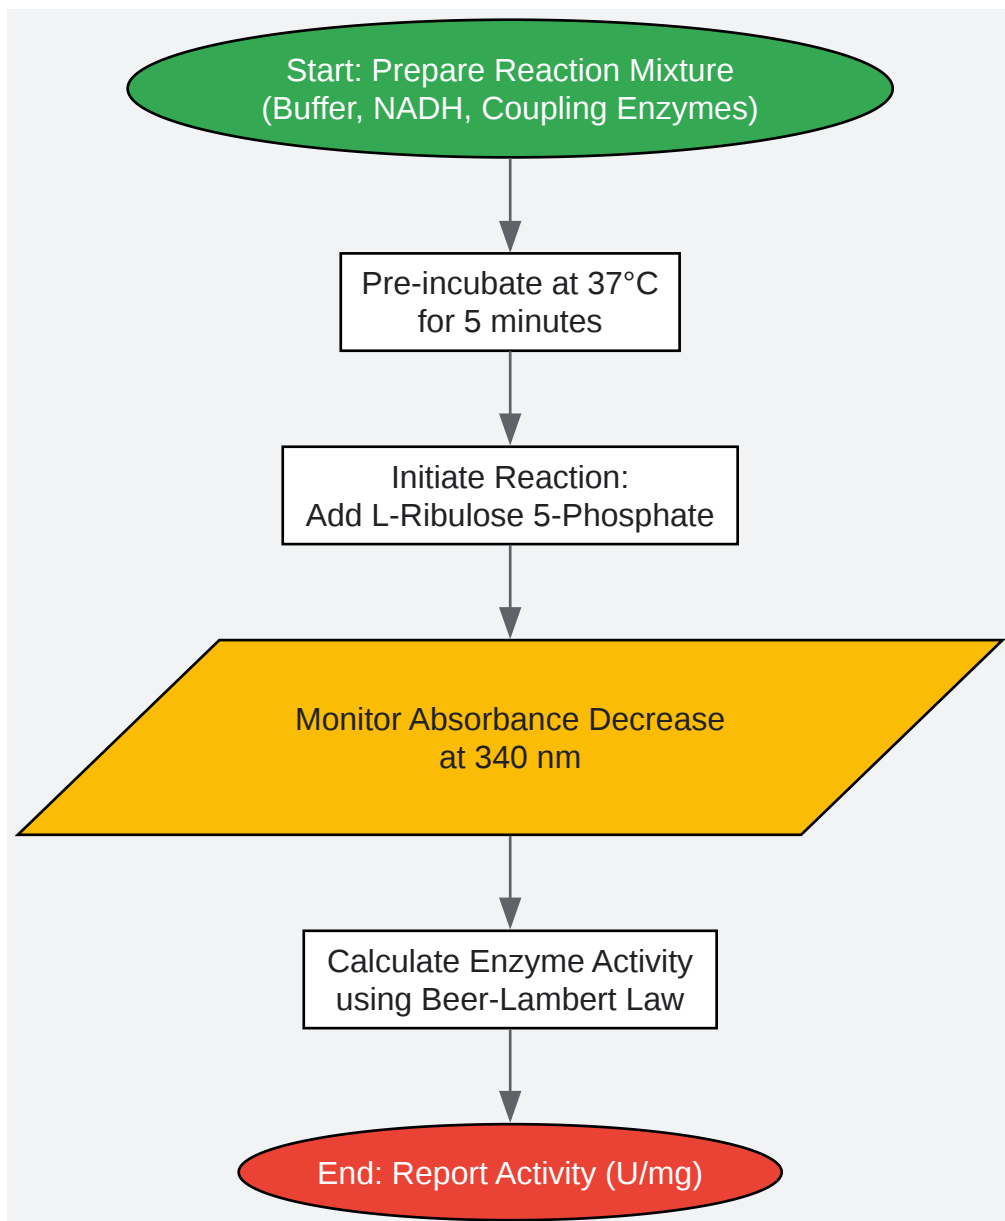 Start: Prepare Reaction Mixture
(Buffer, NADH, Coupling Enzymes)
Pre-incubate at 37°C
for 5 minutes
Initiate Reaction:
Add L-Ribulose 5-Phosphate
Monitor Absorbance Decrease
at 340 nm
Calculate Enzyme Activity
using Beer-Lambert Law
End: Report Activity (U/mg)